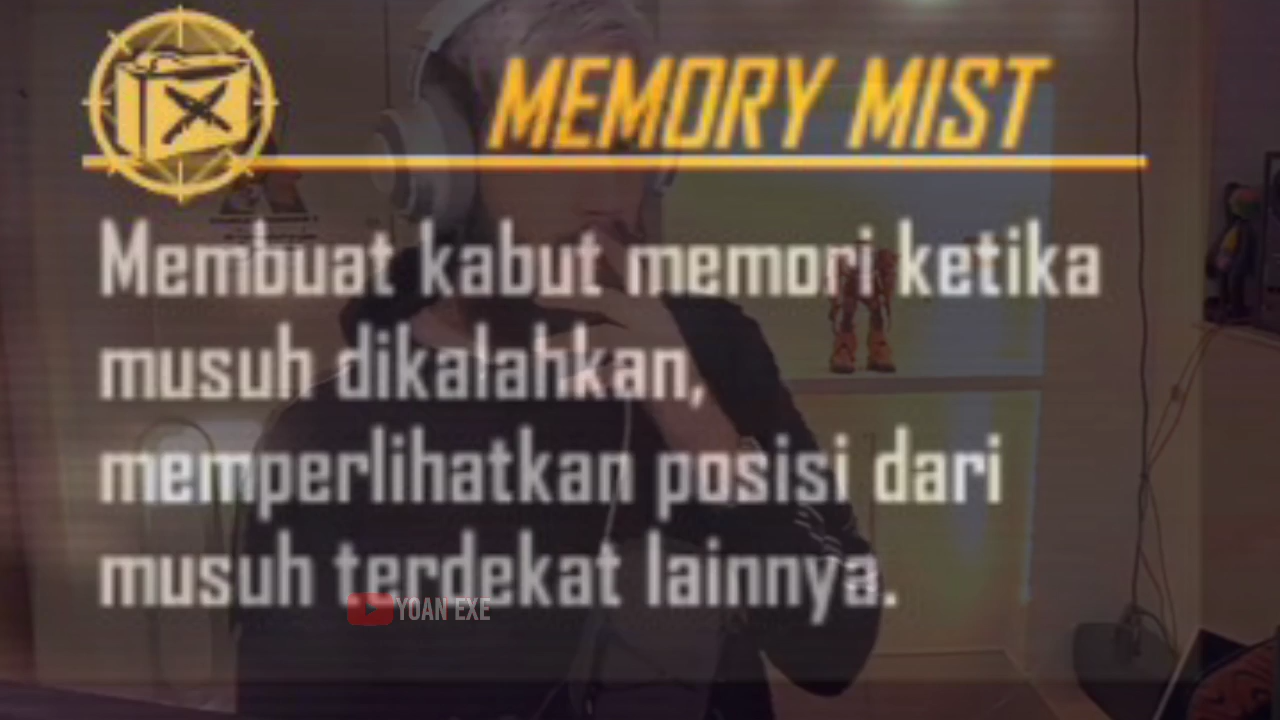 MEMORY MIST
Membuat kabut memori ketika
musuh dikalahkan,
memperlihatkan posisi dari
musuh terdekat lainnya.
YOAN EXE